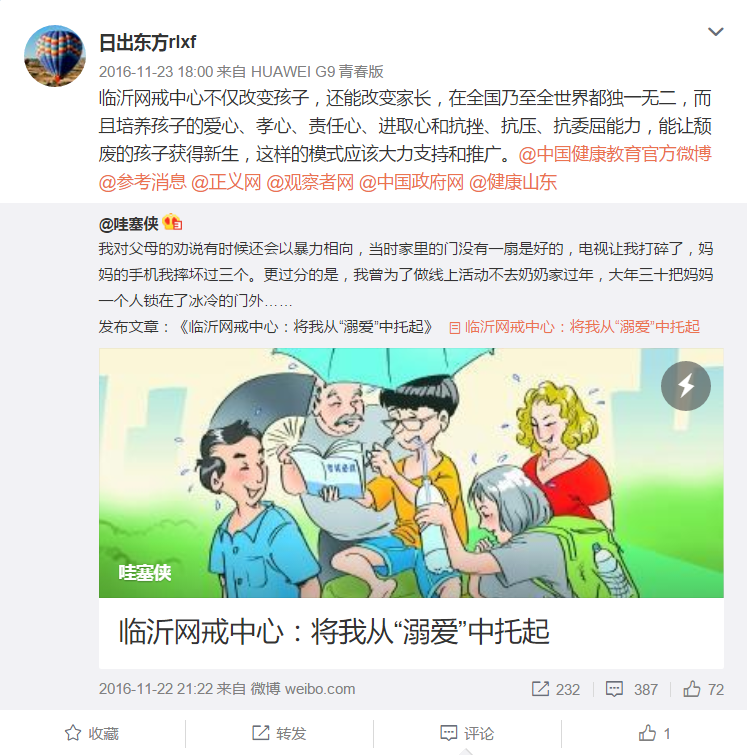 日出东方rlxf
2016-11-23 18:00 来自 HUAWEI G9 青春版
临沂网戒中心不仅改变孩子，还能改变家长，在全国乃至全世界都独一无二，而
且培养孩子的爱心、孝心、责任心、进取心和抗挫、抗压、抗委屈能力，能让颓
废的孩子获得新生，这样的模式应该大力支持和推广。@中国健康教育官方微博
@参考消息 @正义网 @观察者网 @中国政府网 @健康山东
@哇塞侠
我对父母的劝说有时候还会以暴力相向，当时家里的门没有一扇是好的，电视让我打碎了，妈
妈的手机我摔坏过三个。更过分的是，我曾为了做线上活动不去奶奶家过年，大年三十把妈妈
一个人锁在了冰冷的门外……
发布文章：《临沂网戒中心：将我从“溺爱”中托起》 临沂网戒中心：将我从“溺爱”中托起
哇塞侠
临沂网戒中心：将我从“溺爱”中托起
2016-11-22 21:22 来自 微博 weibo.com 232 387 72
收藏 转发 评论 1